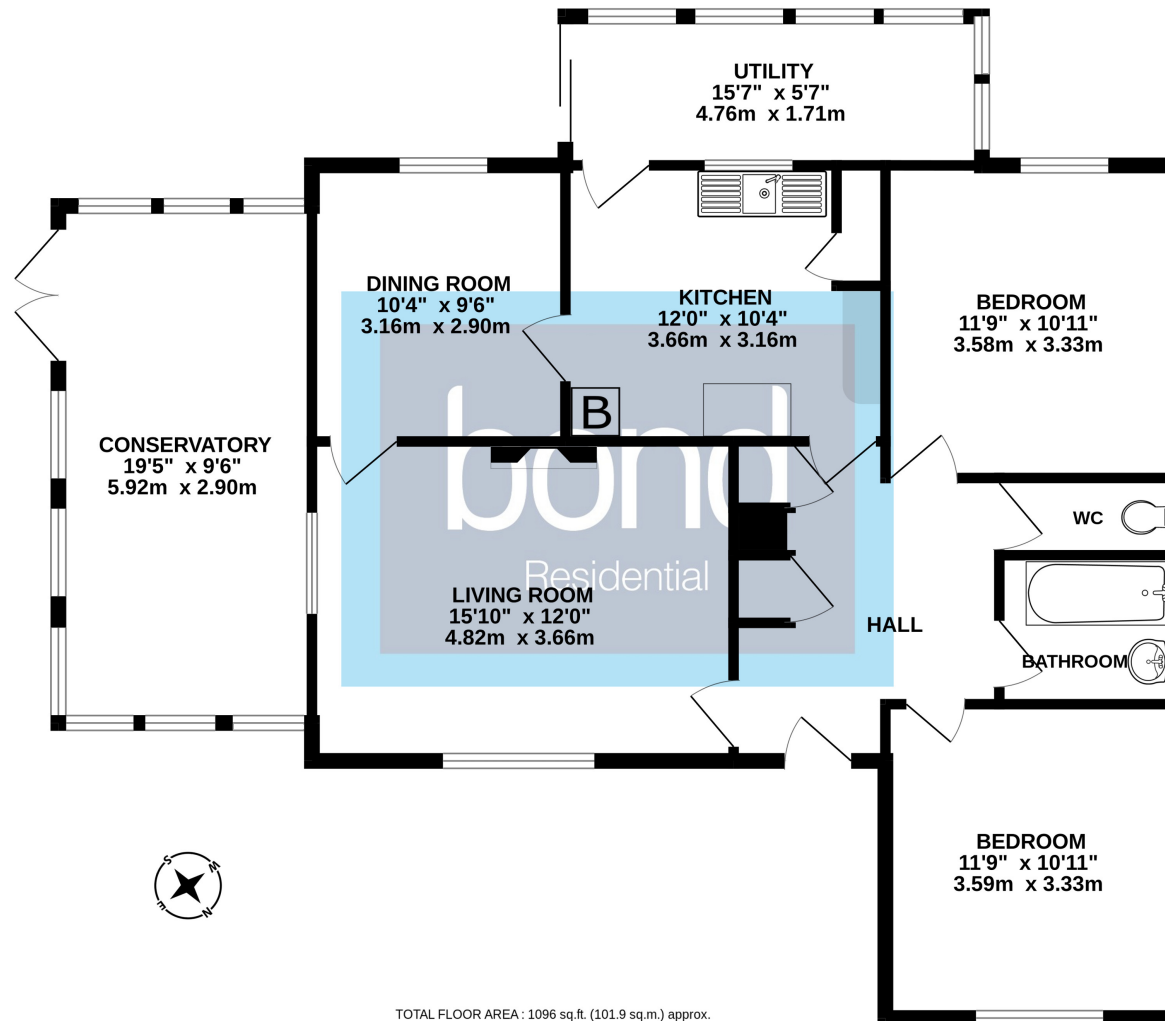 UTILITY
15'7" x 5'7"
4.76m x 1.71m
DINING ROOM
10'4" x 9'6"
3.16m x 2.90m
KITCHEN
12'0" x 10'4"
3.66m x 3.16m
BEDROOM
11'9" x 10'11"
3.58m x 3.33m
B
CONSERVATORY
19'5" x 9'6"
5.92m x 2.90m
bond
Residential
WC
LIVING ROOM
15'10" x 12'0"
4.82m x 3.66m
HALL
BATHROOM
BEDROOM
11'9" x 10'11"
3.59m x 3.33m
S
W
E
N
TOTAL FLOOR AREA : 1096 sq.ft. (101.9 sq.m.) approx.